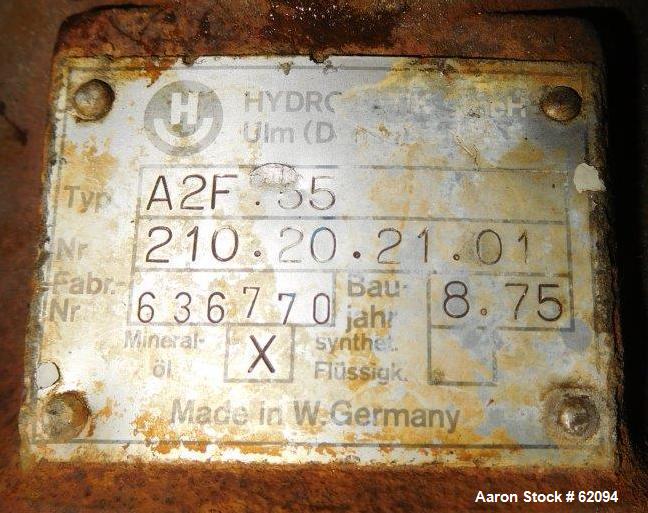 H
HYDRO
Ulm (D
Typ A2F.55
Nr 210.20.21.01
Fabr.-
Nr 636770 Bau-
jahr 8.75
Mineral-
öl X synthet.
Flüssigk.
Made in W. Germany
Aaron Stock # 62094